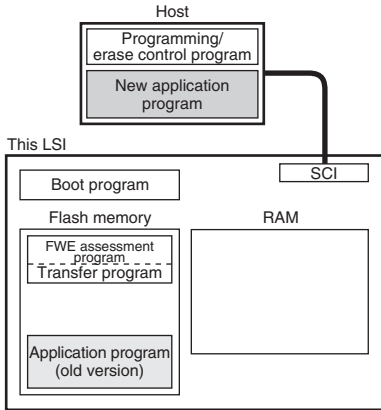 Host
Programming/
erase control program
New application
program
This LSI
SCI
Boot program
Flash memory
RAM
FWE assessment
program
Transfer program
Application program
(old version)